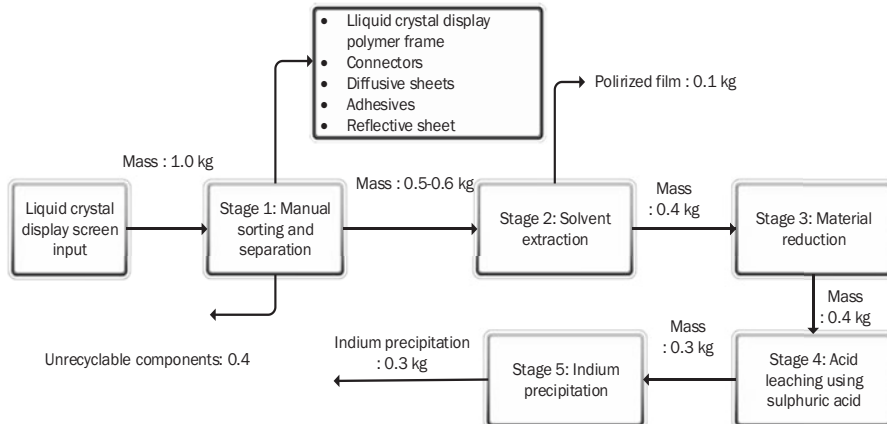 Lliquid crystal display
polymer frame
Connectors
Diffusive sheets
Adhesives
Reflective sheet
Polirized film : 0.1 kg
Mass : 1.0 kg
Mass : 0.5-0.6 kg
Mass
: 0.4 kg
Liquid crystal
display screen
input
Stage 1: Manual
sorting and
separation
Stage 2: Solvent
extraction
Stage 3: Material
reduction
Mass
: 0.4 kg
Unrecyclable components: 0.4
Indium precipitation
: 0.3 kg
Stage 5: Indium
precipitation
Mass
: 0.3 kg
Stage 4: Acid
leaching using
sulphuric acid